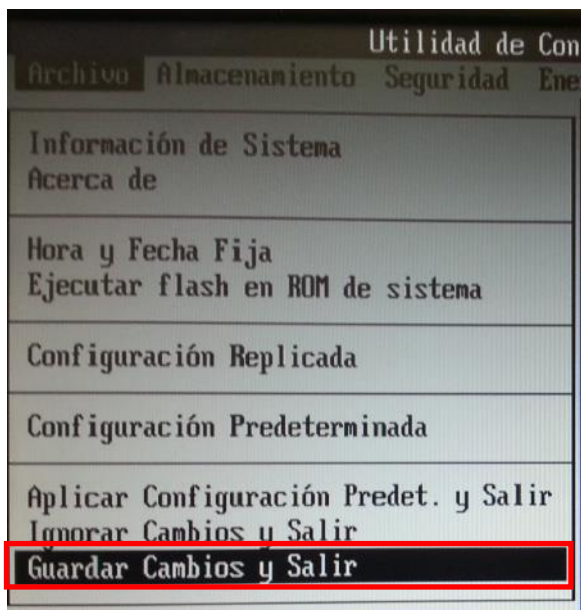 Utilidad de Con
Archivo Almacenamiento Seguridad Ene
Información de Sistema
Acerca de
Hora y Fecha Fija
Ejecutar flash en ROM de sistema
Configuración Replicada
Configuración Predeterminada
Aplicar Configuración Predet. y Salir
Ignorar Cambios y Salir
Guardar Cambios y Salir